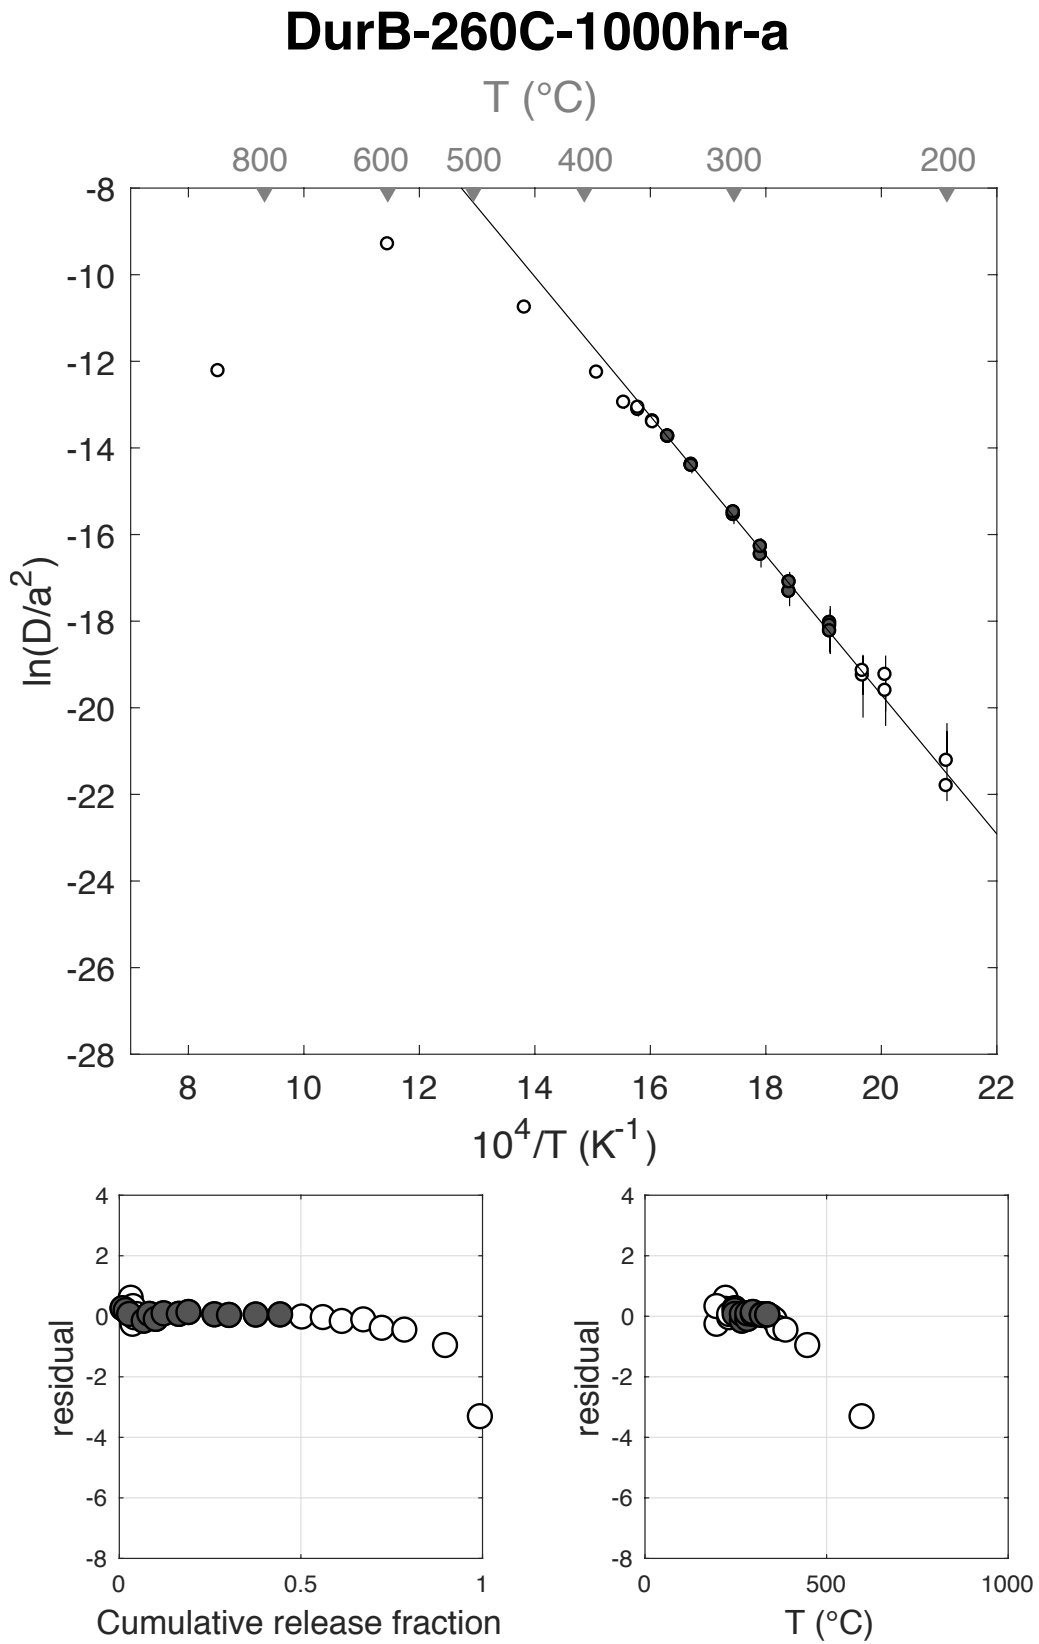 DurB-260C-1000hr-a
T (°C)
800 600 500 400 300 200
-8
-10
-12
-14
-16
-18
-20
-22
-24
-26
-28
ln(D/a²)
8 10 12 14 16 18 20 22
10⁴/T (K⁻¹)
4
2
0
-2
-4
-6
-8
residual
0 0.5 1
Cumulative release fraction
4
2
0
-2
-4
-6
-8
residual
0 500 1000
T (°C)